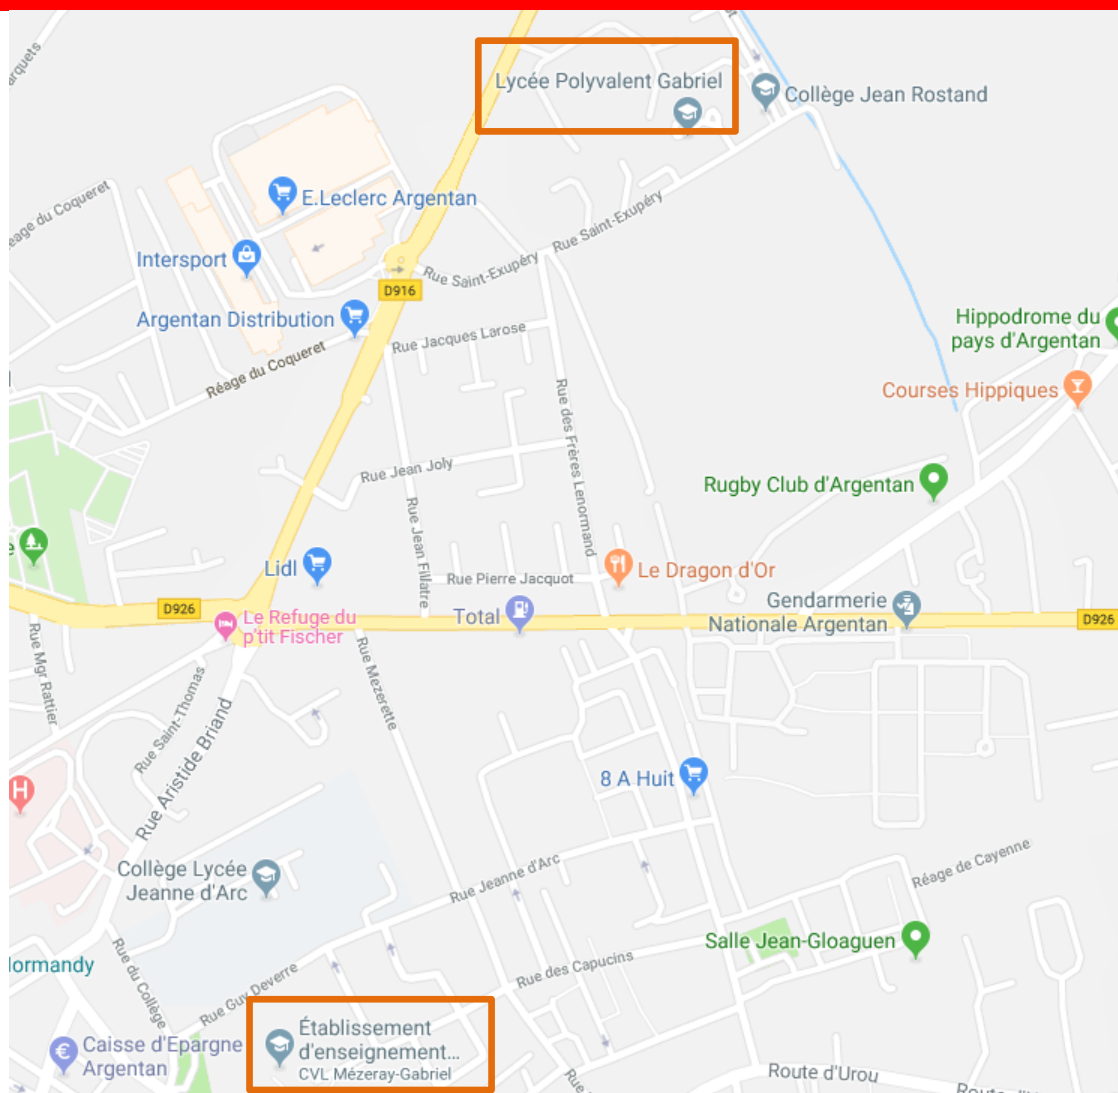 Lycée Polyvalent Gabriel
Collège Jean Rostand
E.Leclerc Argentan
Rue Saint-Exupéry
Intersport
Rue Saint-Exupéry
D916
Argentan Distribution
Rue Jacques Larose
Réage du Coqueret
Hippodrome du
pays d'Argentan
Courses Hippiques
Rue des Frères Lenormand
Rue Jean Joly
Rugby Club d'Argentan
Rue Jean Fillatre
Lidl
Rue Pierre Jacquot
Le Dragon d'Or
D926
Le Refuge du
p'tit Fischer
Total
Gendarmerie
Nationale Argentan
D926
Rue Mgr Rattier
Rue Saint-Thomas
Rue Mezerette
Rue Aristide Briand
8 A Huit
H
Collège Lycée
Jeanne d'Arc
Rue Jeanne d'Arc
Réage de Cayenne
Salle Jean-Gloaguen
Rue des Capucins
ormandy
Rue du Collège
Rue Guy Deverre
Établissement
d'enseignement...
CVL Mézeray-Gabriel
Caisse d'Epargne
Argentan
Route d'Urou